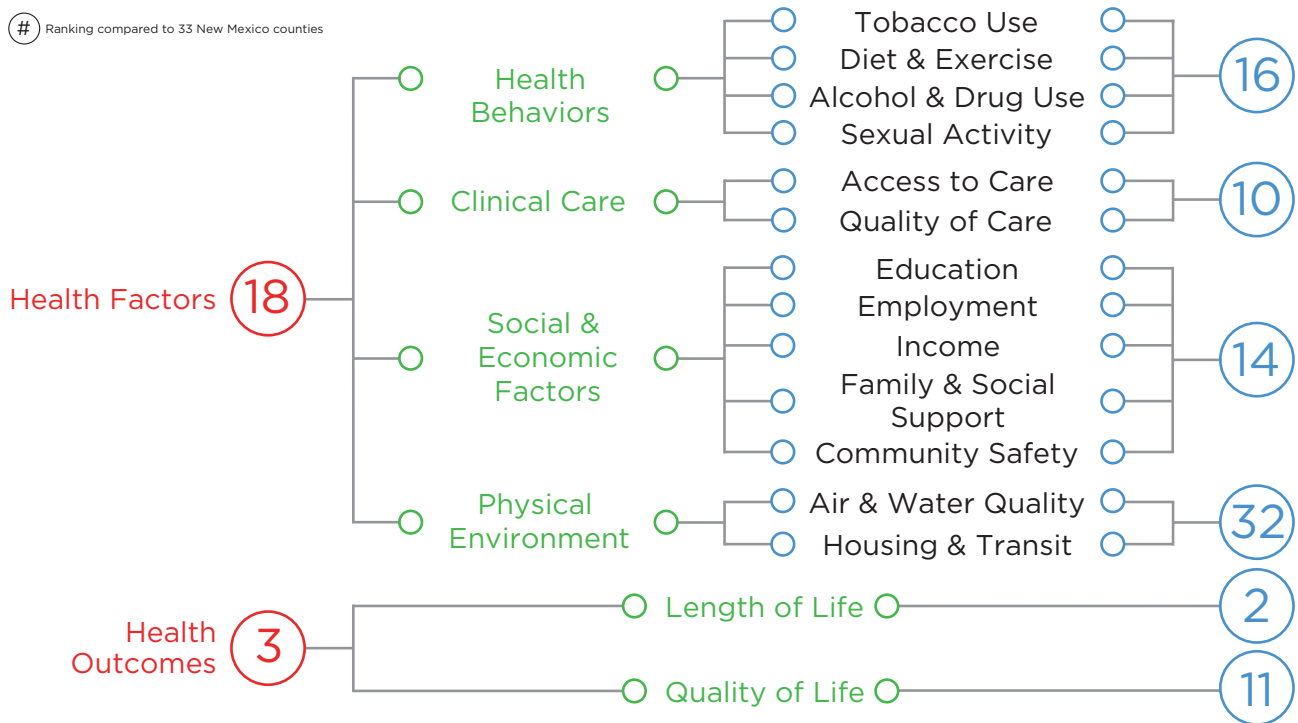 # Ranking compared to 33 New Mexico counties
Health Factors 18
Health
Behaviors
Tobacco Use
Diet & Exercise
Alcohol & Drug Use
Sexual Activity
16
Clinical Care
Access to Care
Quality of Care
10
Social &
Economic
Factors
Education
Employment
Income
Family & Social
Support
Community Safety
14
Physical
Environment
Air & Water Quality
Housing & Transit
32
Health
Outcomes
3
Length of Life
2
Quality of Life
11